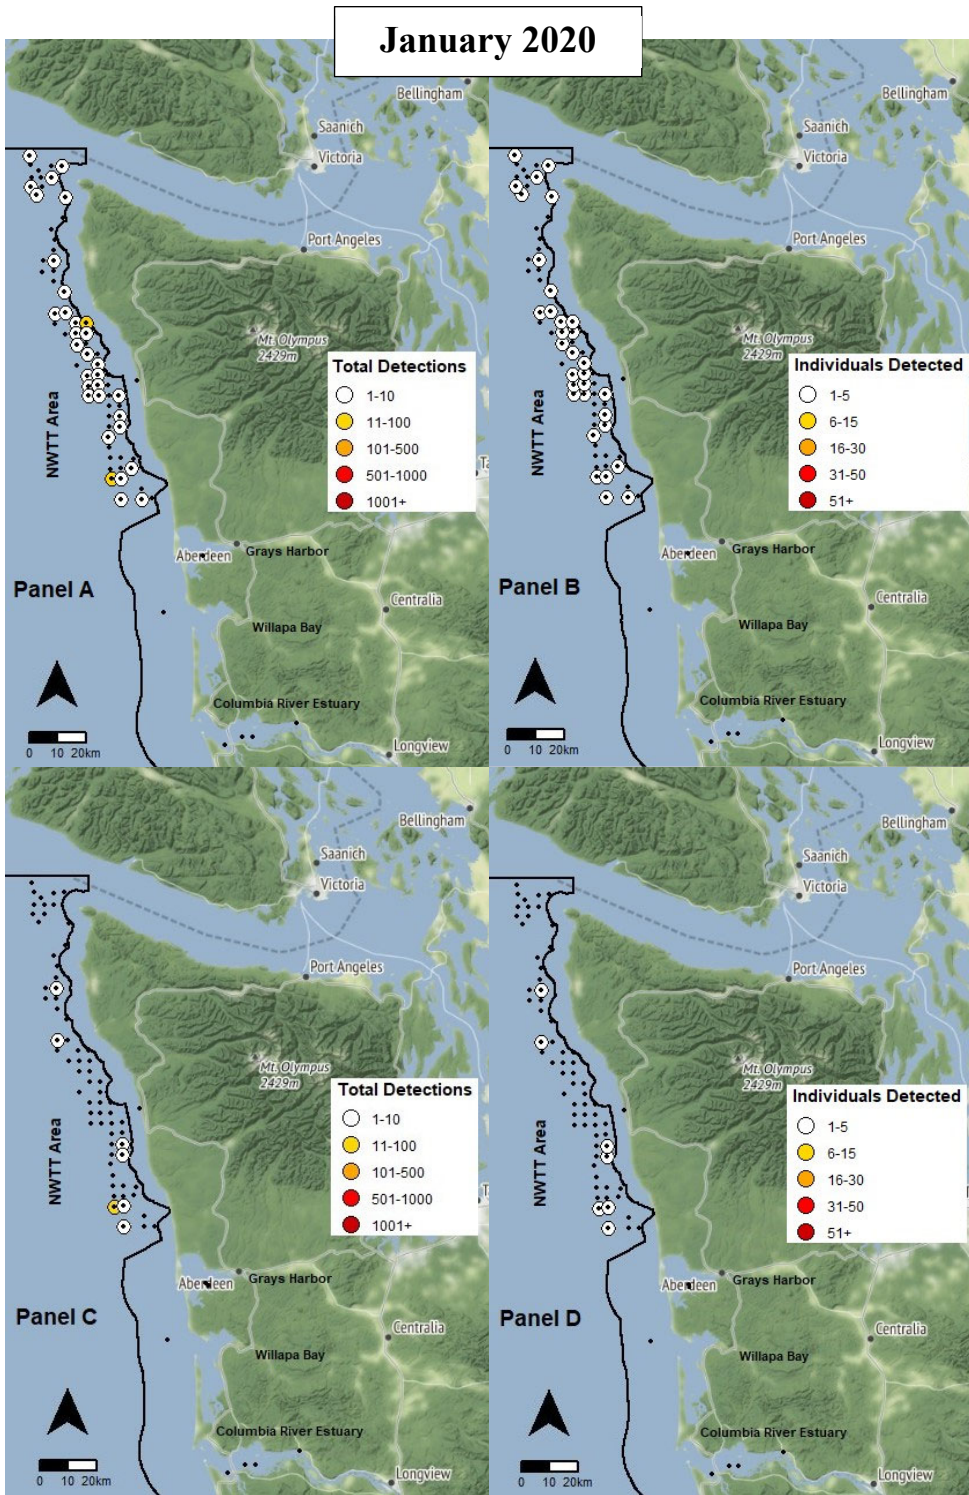 January 2020
Bellingham
Saanich
Victoria
Port Angeles
Mt. Olympus
2429m
NWTT Area
Total Detections
1-10
11-100
101-500
501-1000
1001+
Ta
Aberdeen
Grays Harbor
Panel A
Centralia
Willapa Bay
Columbia River Estuary
Longview
0 10 20km
Bellingham
Saanich
Victoria
Port Angeles
Mt. Olympus
2429m
NWTT Area
Individuals Detected
1-5
6-15
16-30
31-50
51+
Aberdeen
Grays Harbor
Panel B
Centralia
Willapa Bay
Columbia River Estuary
Longview
0 10 20km
Bellingham
Saanich
Victoria
Port Angeles
Mt. Olympus
2429m
NWTT Area
Total Detections
1-10
11-100
101-500
501-1000
1001+
Aberdeen
Grays Harbor
Panel C
Centralia
Willapa Bay
Columbia River Estuary
Longview
0 10 20km
Bellingham
Saanich
Victoria
Port Angeles
Mt. Olympus
2429m
NWTT Area
Individuals Detected
1-5
6-15
16-30
31-50
51+
Aberdeen
Grays Harbor
Panel D
Centralia
Willapa Bay
Columbia River Estuary
Longview
0 10 20km